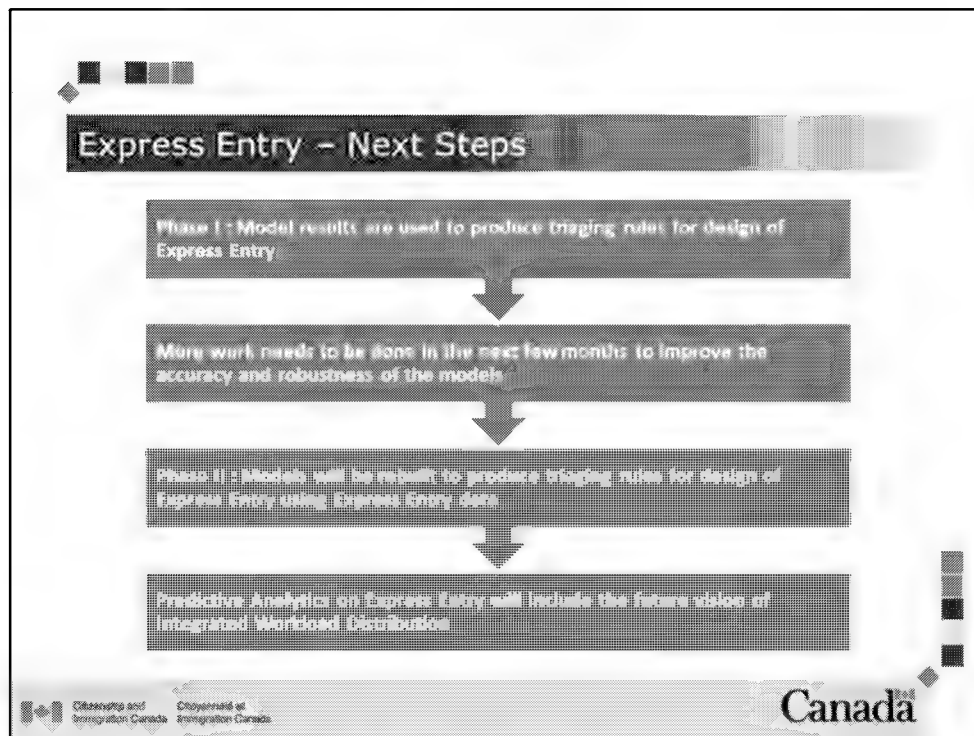 Express Entry – Next Steps
Phase I : Model results are used to produce triaging rules for design of
Express Entry
More work needs to be done in the next few months to improve the
accuracy and robustness of the models
Phase II : Models will be rebuilt to produce triaging rules for design of
Express Entry using Express Entry data
Predictive Analytics on Express Entry will include the future vision of
Integrated Workload Distribution
Citizenship and
Immigration Canada
Citoyenneté et
Immigration Canada
Canada